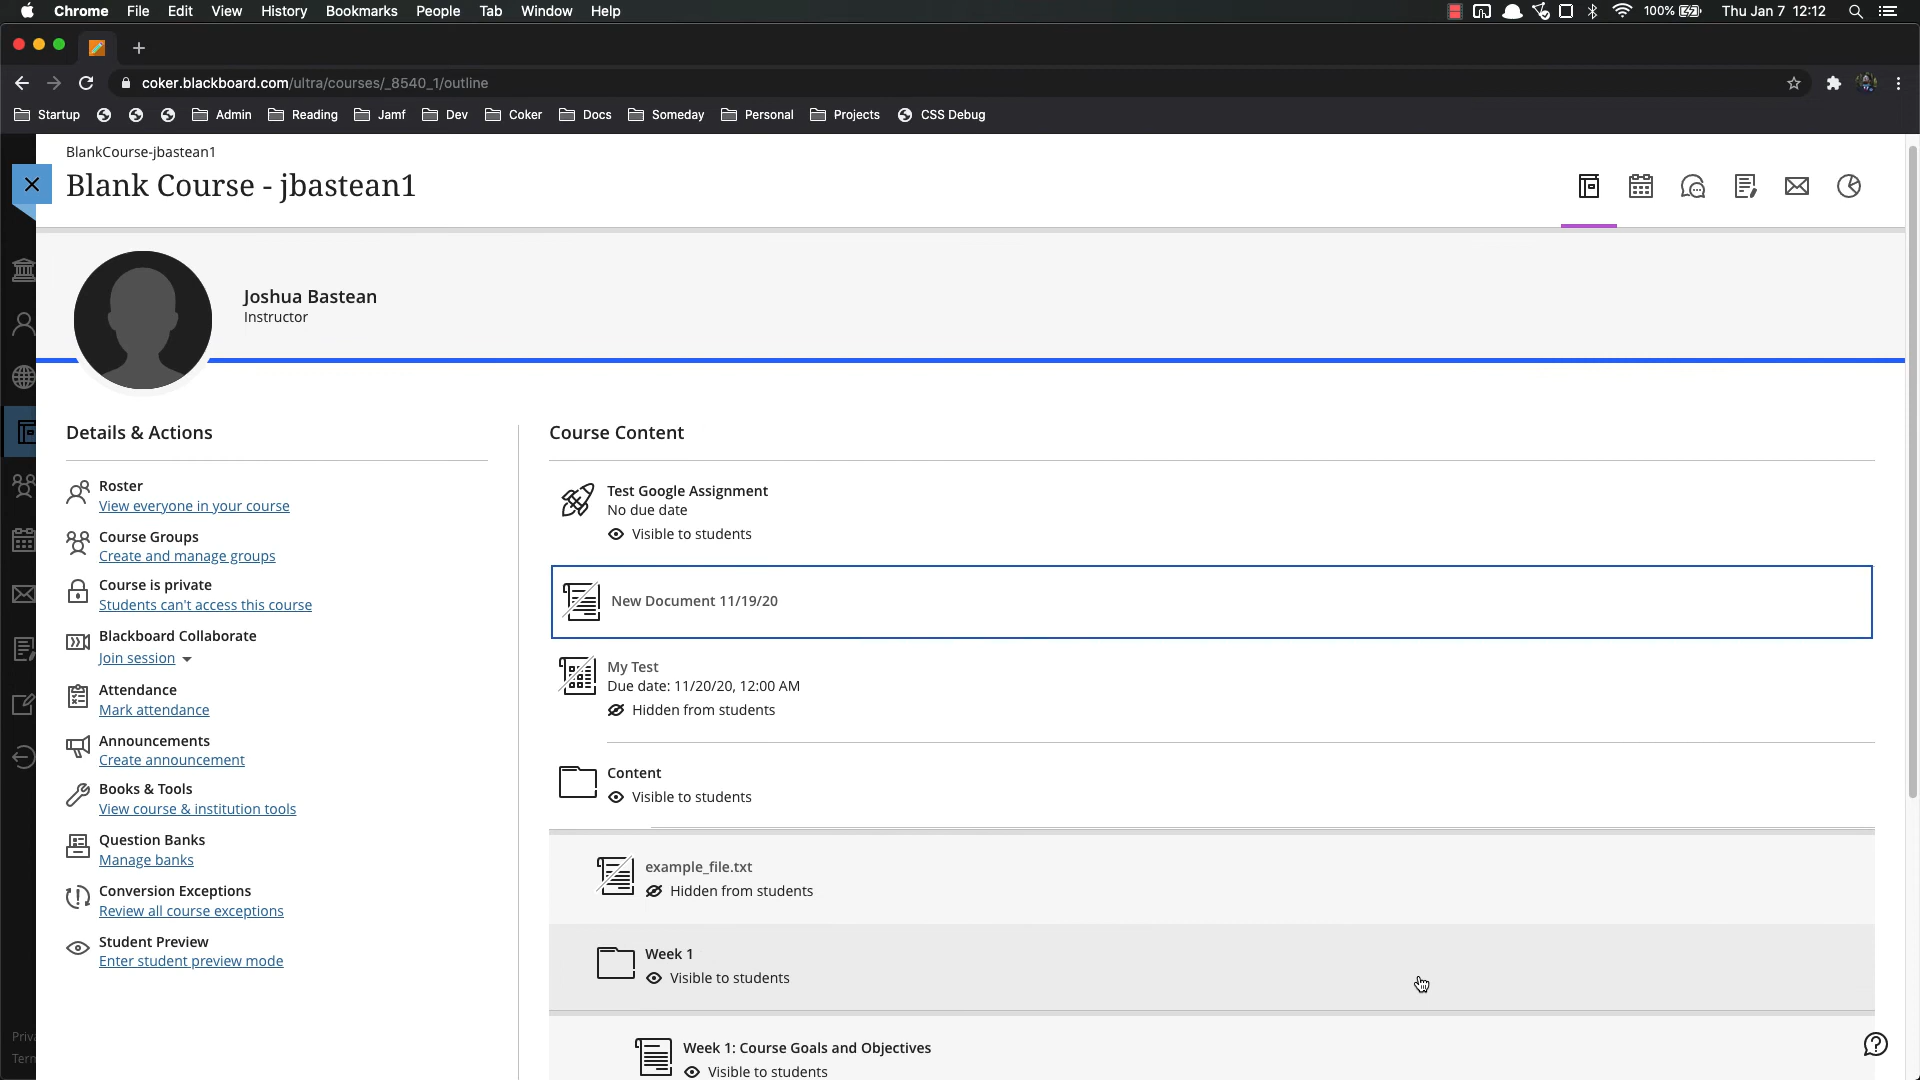 Chrome File Edit View History Bookmarks People Tab Window Help 100% Thu Jan 7 12:12
coker.blackboard.com/ultra/courses/_8540_1/outline
Startup Admin Reading Jamf Dev Coker Docs Someday Personal Projects CSS Debug
BlankCourse-jbastean1
Blank Course - jbastean1
Joshua Bastean
Instructor
Details & Actions
Roster
View everyone in your course
Course Groups
Create and manage groups
Course is private
Students can't access this course
Blackboard Collaborate
Join session
Attendance
Mark attendance
Announcements
Create announcement
Books & Tools
View course & institution tools
Question Banks
Manage banks
Conversion Exceptions
Review all course exceptions
Student Preview
Enter student preview mode
Course Content
Test Google Assignment
No due date
Visible to students
New Document 11/19/20
My Test
Due date: 11/20/20, 12:00 AM
Hidden from students
Content
Visible to students
example_file.txt
Hidden from students
Week 1
Visible to students
Week 1: Course Goals and Objectives
Visible to students